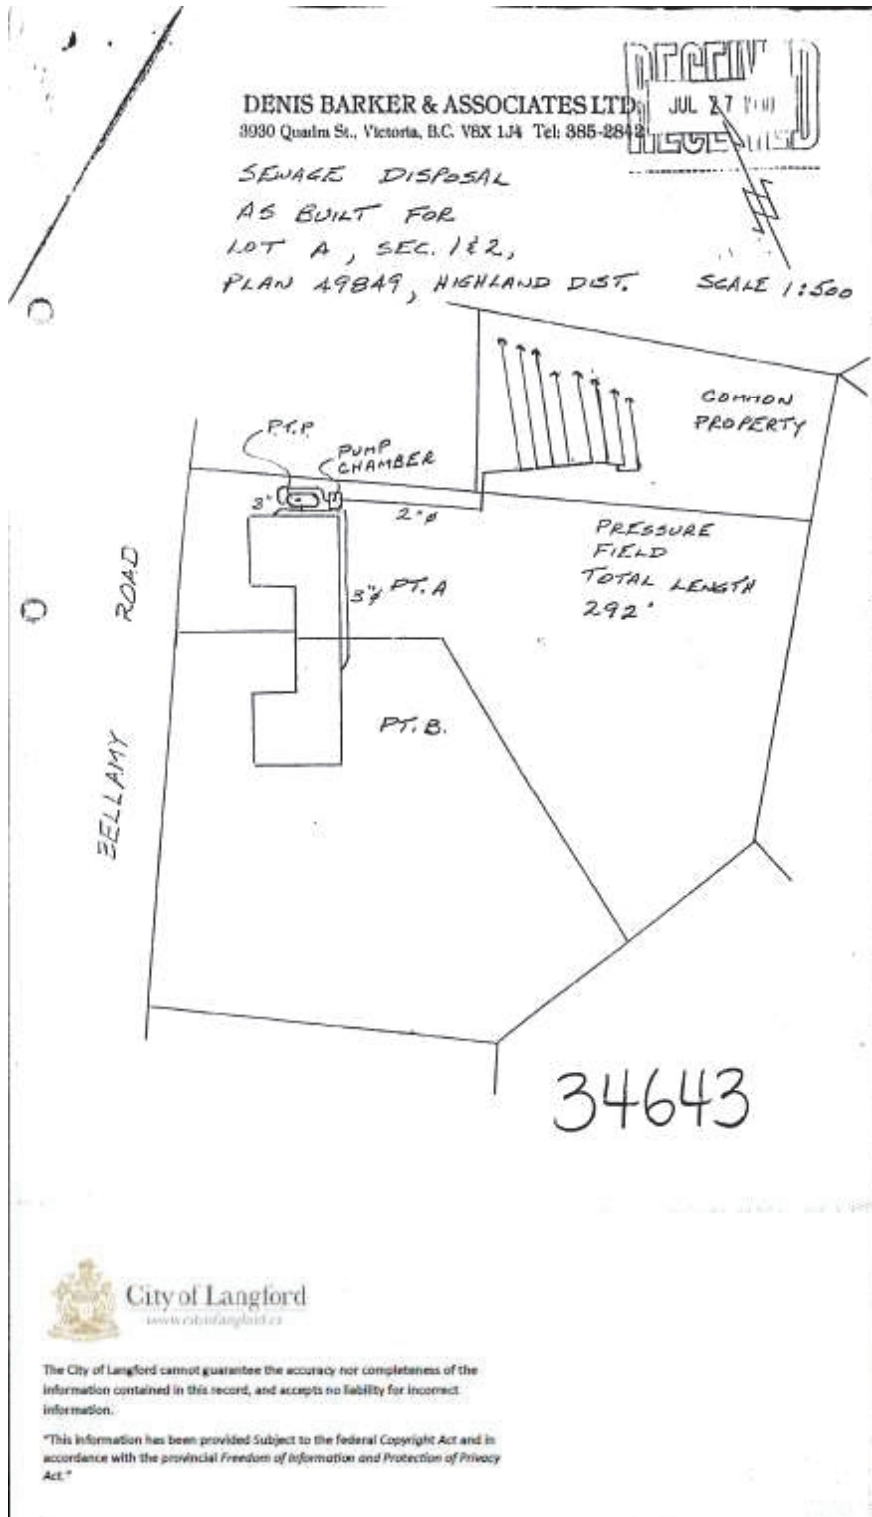 DENIS BARKER & ASSOCIATES LTD.
3930 Quadra St., Victoria, B.C. V8X 1J4 Tel: 385-2842
RECEIVED
JUL 27
RECEIVED
SEWAGE DISPOSAL
AS BUILT FOR
LOT A, SEC. 1 & 2,
PLAN 49849, HIGHLAND DIST.
SCALE 1:500
COMMON
PROPERTY
P.T.P.
PUMP
CHAMBER
3"
2"ø
PRESSURE
FIELD
TOTAL LENGTH
292'
3"ø
PT. A
ROAD
PT. B.
BELLAMY
34643
City of Langford
The City of Langford cannot guarantee the accuracy nor completeness of the
information contained in this record, and accepts no liability for incorrect
information.
"This information has been provided Subject to the federal Copyright Act and in
accordance with the provincial Freedom of Information and Protection of Privacy
Act."